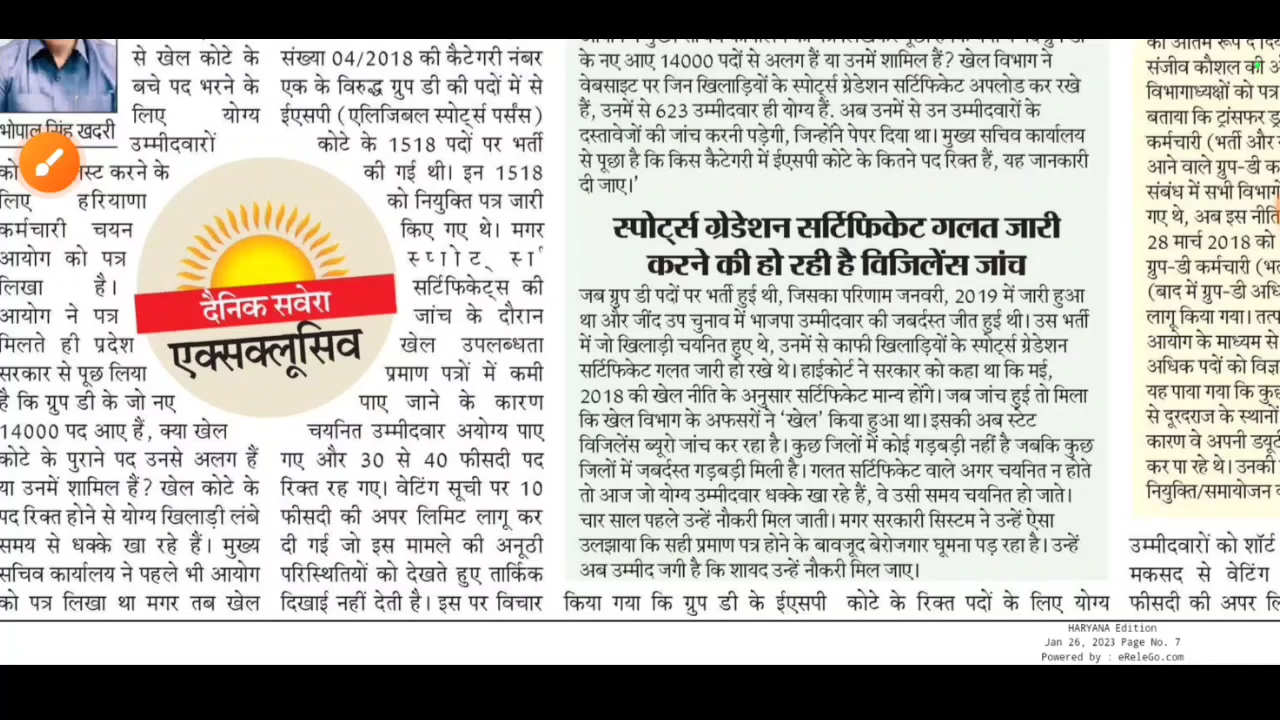 भोपाल सिंह खदरी
से खेल कोटे के
बचे पद भरने के
लिए योग्य
उम्मीदवारों
को स्ट करने के
लिए हरियाणा
कर्मचारी चयन
आयोग को पत्र
लिखा है।
आयोग ने पत्र
मिलते ही प्रदेश
सरकार से पूछ लिया
है कि ग्रुप डी के जो नए
14000 पद आए हैं, क्या खेल
कोटे के पुराने पद उनसे अलग हैं
या उनमें शामिल हैं? खेल कोटे के
पद रिक्त होने से योग्य खिलाड़ी लंबे
समय से धक्के खा रहे हैं। मुख्य
सचिव कार्यालय ने पहले भी आयोग
को पत्र लिखा था मगर तब खेल
दैनिक सवेरा
एक्सक्लूसिव
संख्या 04/2018 की कैटेगरी नंबर
एक के विरुद्ध ग्रुप डी की पदों में से
ईएसपी (एलिजिबल स्पोर्ट्स पर्संस)
कोटे के 1518 पदों पर भर्ती
की गई थी। इन 1518
को नियुक्ति पत्र जारी
किए गए थे। मगर
सर्टिफिकेट्स की
जांच के दौरान
खेल उपलब्धता
प्रमाण पत्रों में कमी
पाए जाने के कारण
चयनित उम्मीदवार अयोग्य पाए
गए और 30 से 40 फीसदी पद
रिक्त रह गए। वेटिंग सूची पर 10
फीसदी की अपर लिमिट लागू कर
दी गई जो इस मामले की अनूठी
परिस्थितियों को देखते हुए तार्किक
दिखाई नहीं देती है। इस पर विचार
के नए आए 14000 पदों से अलग हैं या उनमें शामिल हैं? खेल विभाग ने
वेबसाइट पर जिन खिलाड़ियों के स्पोर्ट्स ग्रेडेशन सर्टिफिकेट अपलोड कर रखे
हैं, उनमें से 623 उम्मीदवार ही योग्य हैं। अब उनमें से उन उम्मीदवारों के
दस्तावेजों की जांच करनी पड़ेगी, जिन्होंने पेपर दिया था। मुख्य सचिव कार्यालय
से पूछा है कि किस कैटेगरी में ईएसपी कोटे के कितने पद रिक्त हैं, यह जानकारी
दी जाए।’
स्पोर्ट्स ग्रेडेशन सर्टिफिकेट गलत जारी
करने की हो रही है विजिलेंस जांच
जब ग्रुप डी पदों पर भर्ती हुई थी, जिसका परिणाम जनवरी, 2019 में जारी हुआ
था और जींद उप चुनाव में भाजपा उम्मीदवार की जबर्दस्त जीत हुई थी। उस भर्ती
में जो खिलाड़ी चयनित हुए थे, उनमें से काफी खिलाड़ियों के स्पोर्ट्स ग्रेडेशन
सर्टिफिकेट गलत जारी हो रखे थे। हाईकोर्ट ने सरकार को कहा था कि मई,
2018 की खेल नीति के अनुसार सर्टिफिकेट मान्य होंगे। जब जांच हुई तो मिला
कि खेल विभाग के अफसरों ने ‘खेल’ किया हुआ था। इसकी अब स्टेट
विजिलेंस ब्यूरो जांच कर रहा है। कुछ जिलों में कोई गड़बड़ी नहीं है जबकि कुछ
जिलों में जबर्दस्त गड़बड़ी मिली है। गलत सर्टिफिकेट वाले अगर चयनित न होते
तो आज जो योग्य उम्मीदवार धक्के खा रहे हैं, वे उसी समय चयनित हो जाते।
चार साल पहले उन्हें नौकरी मिल जाती। मगर सरकारी सिस्टम ने उन्हें ऐसा
उलझाया कि सही प्रमाण पत्र होने के बावजूद बेरोजगार घूमना पड़ रहा है। उन्हें
अब उम्मीद जगी है कि शायद उन्हें नौकरी मिल जाए।
किया गया कि ग्रुप डी के ईएसपी
कोटे के रिक्त पदों के लिए योग्य
संजीव कौशल की
विभागाध्यक्षों को पत्र
बताया कि ट्रांसफर
कर्मचारी (भर्ती और
आने वाले ग्रुप-डी
संबंध में सभी विभाग
गए थे, अब इस नीति
28 मार्च 2018 को
ग्रुप-डी कर्मचारी
(बाद में ग्रुप-डी
लागू किया गया।
आयोग के माध्यम से
अधिक पदों को
यह पाया गया कि
से दूरदराज के स्थानों
कारण वे अपनी
कर पा रहे थे। उनकी
नियुक्ति/समायोजन
उम्मीदवारों को शॉर्ट
मकसद से वेटिंग
फीसदी की अपर
HARYANA Edition
Jan 26, 2023 Page No. 7
Powered by : eReleGo.com